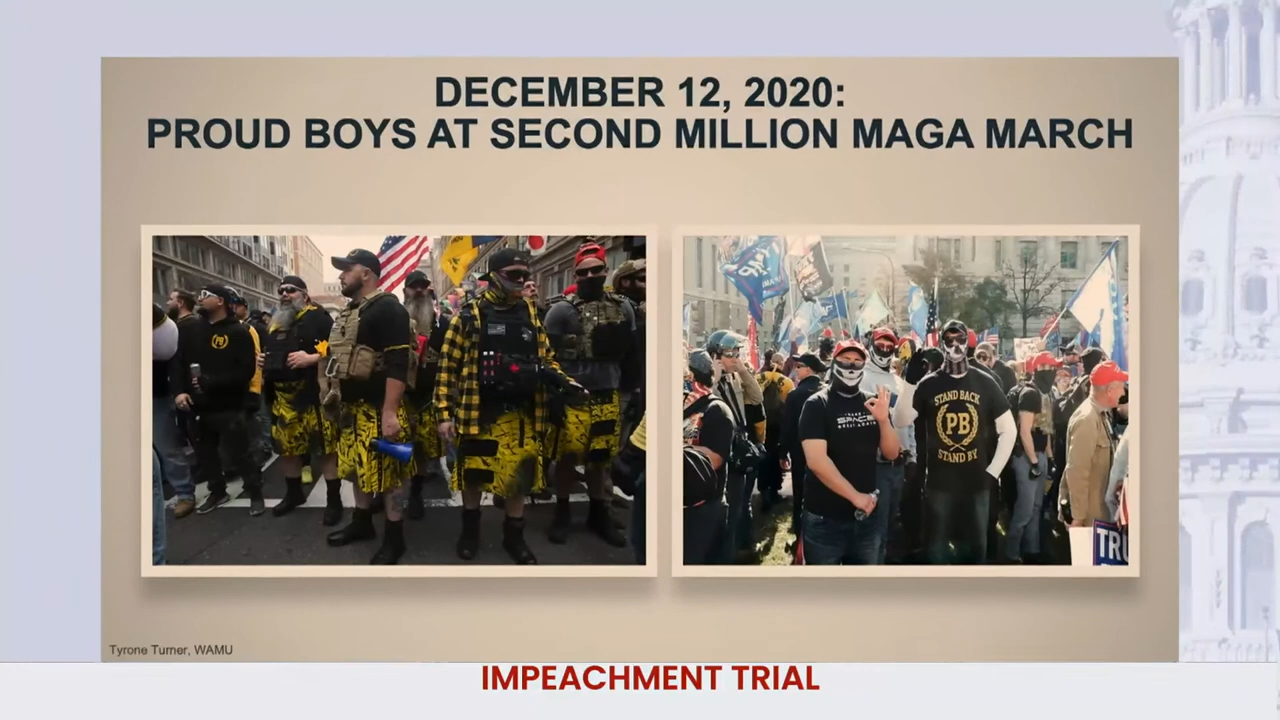 DECEMBER 12, 2020:
PROUD BOYS AT SECOND MILLION MAGA MARCH
PB
STAND BACK
PB
STAND BY
SPACE
TRU
Tyrone Turner, WAMU
IMPEACHMENT TRIAL